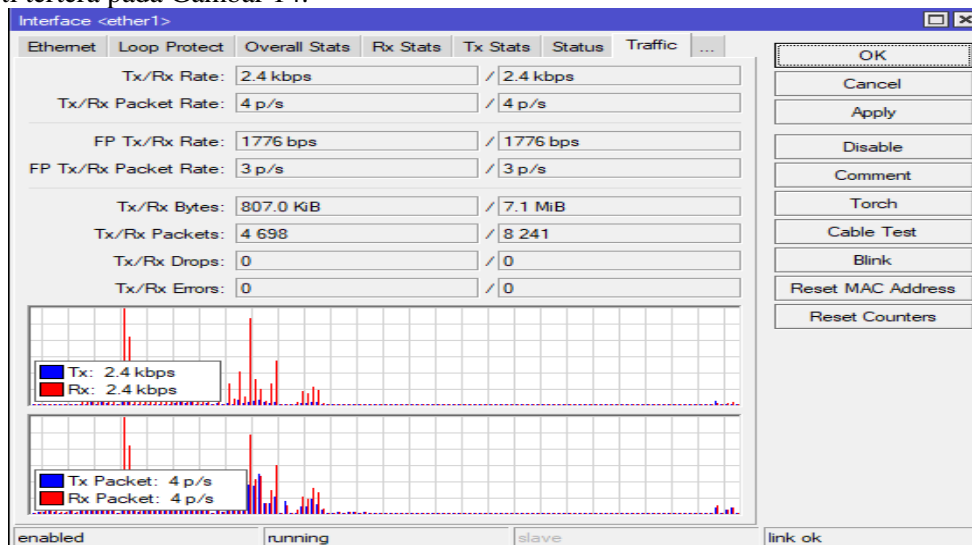 tertera pada Gambar 14.
Interface <ether1>
Ethernet Loop Protect Overall Stats Rx Stats Tx Stats Status Traffic ...
OK
Cancel
Apply
Disable
Comment
Torch
Cable Test
Blink
Reset MAC Address
Reset Counters
Tx/Rx Rate: 2.4 kbps / 2.4 kbps
Tx/Rx Packet Rate: 4 p/s / 4 p/s
FP Tx/Rx Rate: 1776 bps / 1776 bps
FP Tx/Rx Packet Rate: 3 p/s / 3 p/s
Tx/Rx Bytes: 807.0 KiB / 7.1 MiB
Tx/Rx Packets: 4 698 / 8 241
Tx/Rx Drops: 0 / 0
Tx/Rx Errors: 0 / 0
Tx: 2.4 kbps
Rx: 2.4 kbps
Tx Packet: 4 p/s
Rx Packet: 4 p/s
enabled running slave link ok